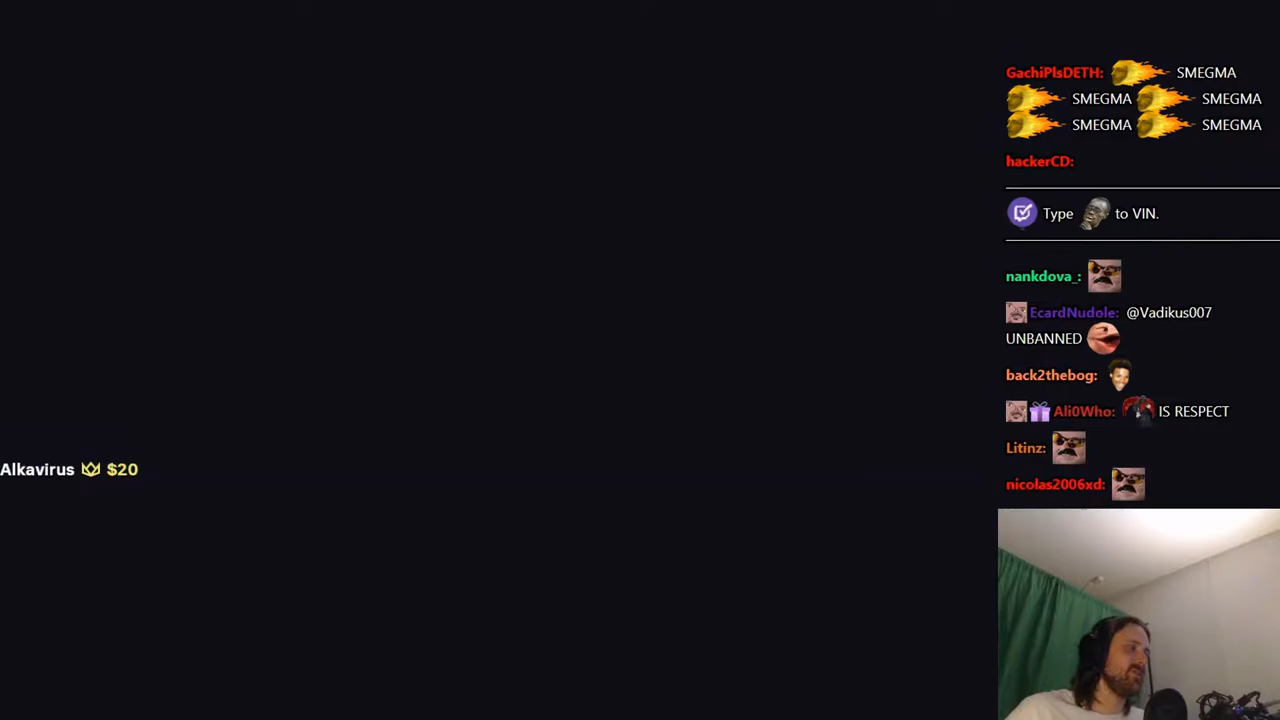 GachiPlsDETH: SMEGMA
SMEGMA SMEGMA
SMEGMA SMEGMA
hackerCD:
Type to VIN.
nankdova_:
EcardNudole: @Vadikus007
UNBANNED
back2thebog:
Ali0Who: IS RESPECT
Litinz:
Alkavirus $20
nicolas2006xd: